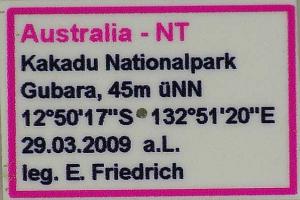 Australia - NT
Kakadu Nationalpark
Gubara, 45m üNN
12°50'17"S 132°51'20"E
29.03.2009 a.L.
leg. E. Friedrich